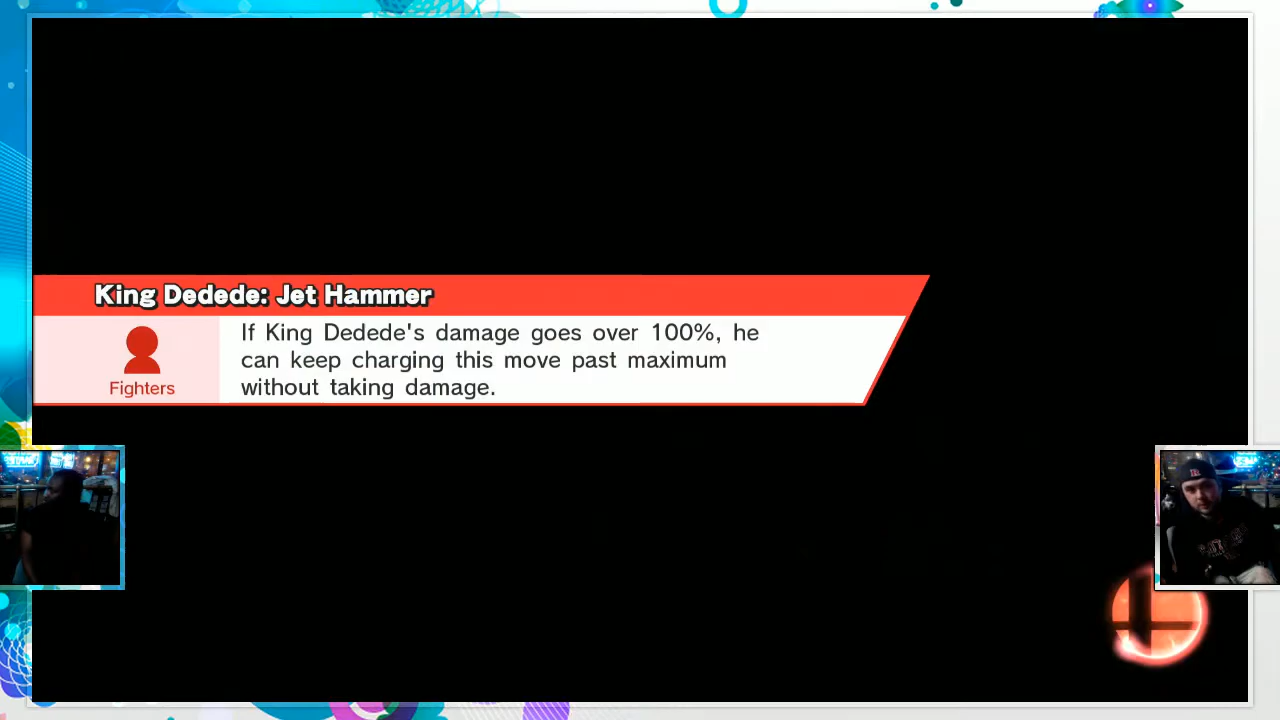 King Dedede: Jet Hammer
If King Dedede's damage goes over 100%, he
can keep charging this move past maximum
without taking damage.
Fighters